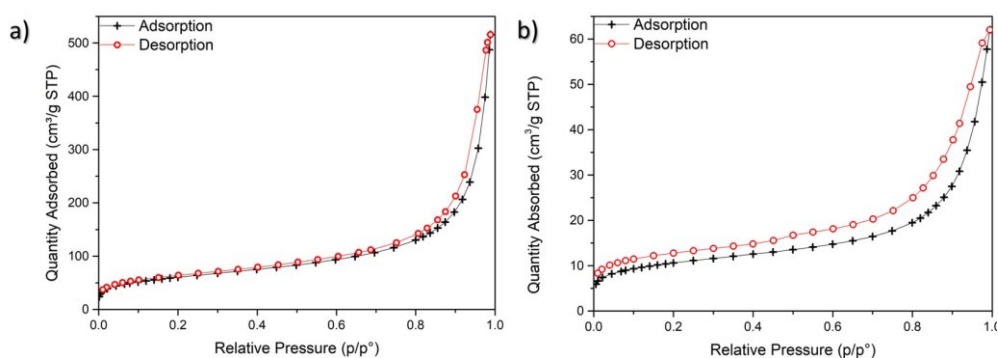 a)
Adsorption
Desorption
500
400
300
200
100
0
0.0 0.2 0.4 0.6 0.8 1.0
Quantity Adsorbed (cm³/g STP)
Relative Pressure (p/p°)
b)
Adsorption
Desorption
60
50
40
30
20
10
0
0.0 0.2 0.4 0.6 0.8 1.0
Quantity Absorbed (cm³/g STP)
Relative Pressure (p/p°)